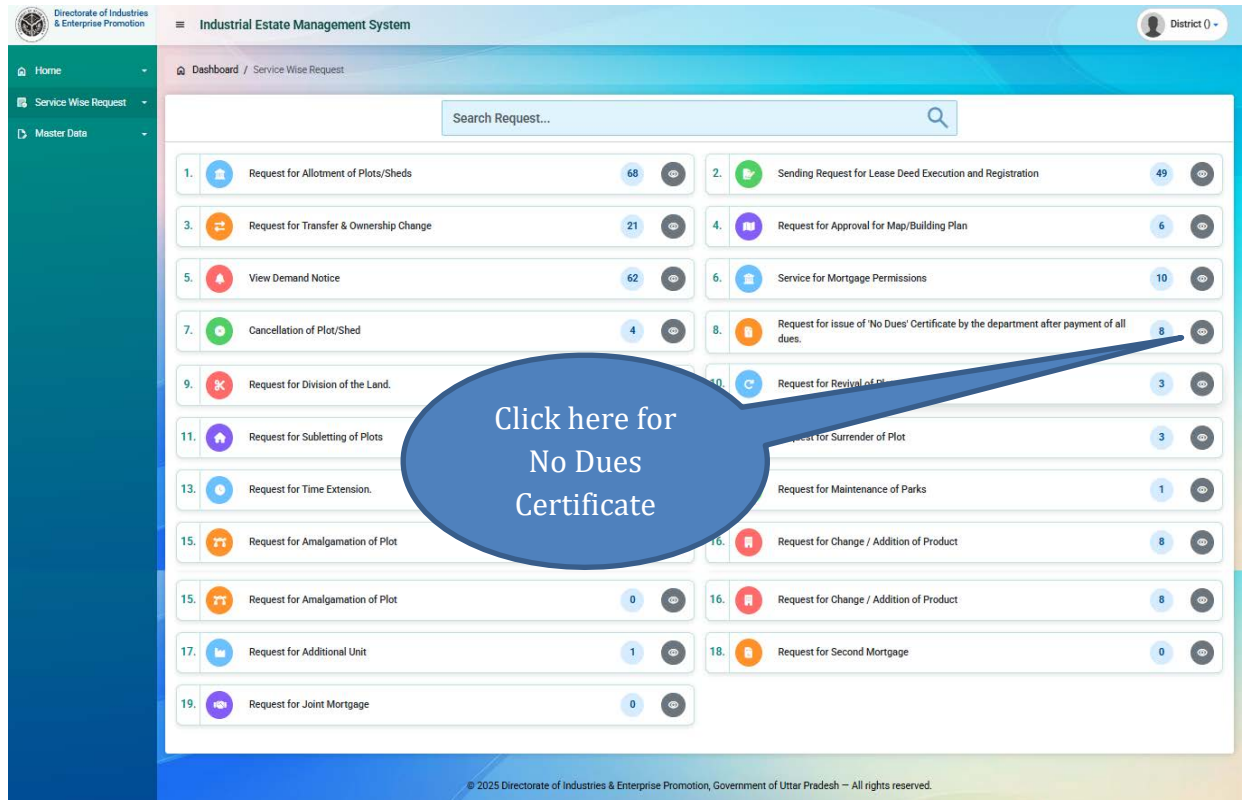 Directorate of Industries
& Enterprise Promotion
Industrial Estate Management System
District ()
Home
Service Wise Request
Master Data
Dashboard / Service Wise Request
Search Request...
1. Request for Allotment of Plots/Sheds 68
2. Sending Request for Lease Deed Execution and Registration 49
3. Request for Transfer & Ownership Change 21
4. Request for Approval for Map/Building Plan 6
5. View Demand Notice 62
6. Service for Mortgage Permissions 10
7. Cancellation of Plot/Shed 4
8. Request for issue of 'No Dues' Certificate by the department after payment of all
dues. 8
9. Request for Division of the Land.
10. Request for Revival of 3
11. Request for Subletting of Plots
Request for Surrender of Plot 3
13. Request for Time Extension.
Request for Maintenance of Parks 1
15. Request for Amalgamation of Plot
16. Request for Change / Addition of Product 8
Click here for
No Dues
Certificate
15. Request for Amalgamation of Plot 0
16. Request for Change / Addition of Product 8
17. Request for Additional Unit 1
18. Request for Second Mortgage 0
19. Request for Joint Mortgage 0
© 2025 Directorate of Industries & Enterprise Promotion, Government of Uttar Pradesh — All rights reserved.